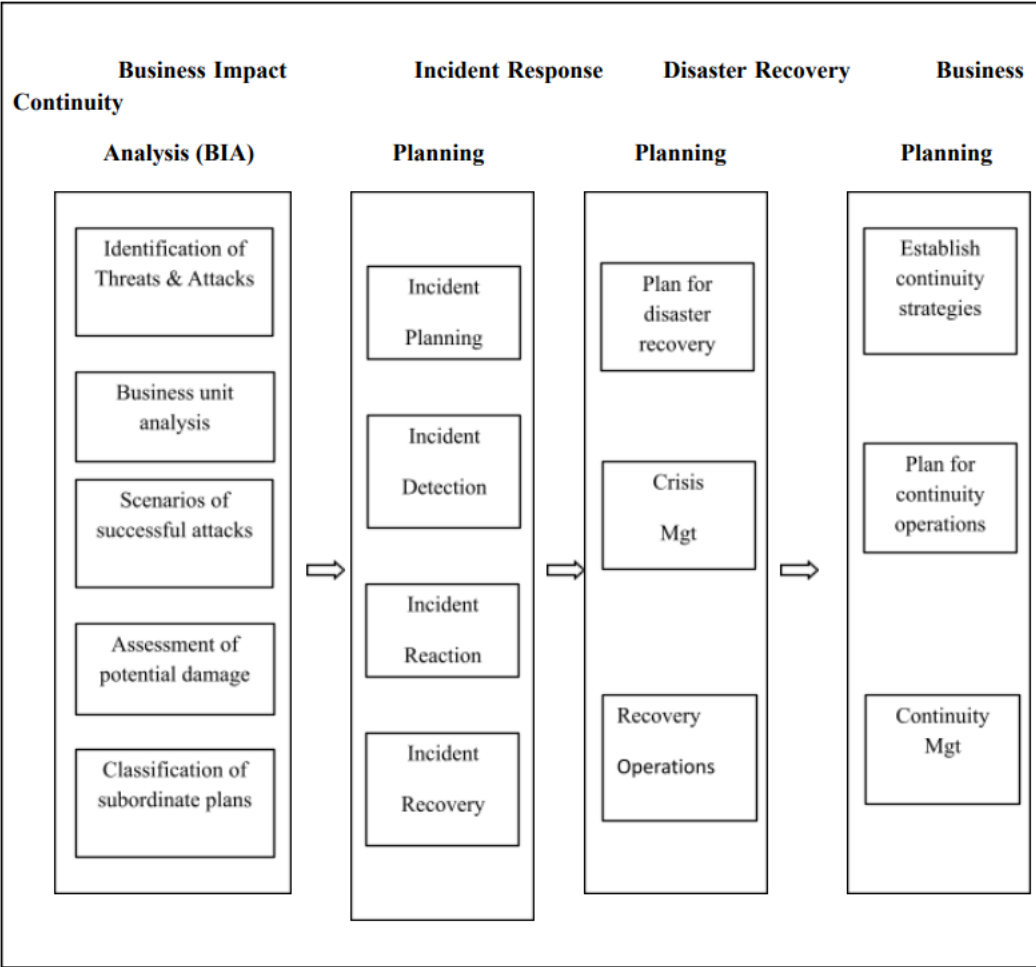 Business Impact Incident Response Disaster Recovery Business
Continuity
Analysis (BIA) Planning Planning Planning
Identification of
Threats & Attacks
Business unit
analysis
Scenarios of
successful attacks
Assessment of
potential damage
Classification of
subordinate plans
Incident
Planning
Incident
Detection
Incident
Reaction
Incident
Recovery
Plan for
disaster
recovery
Crisis
Mgt
Recovery
Operations
Establish
continuity
strategies
Plan for
continuity
operations
Continuity
Mgt